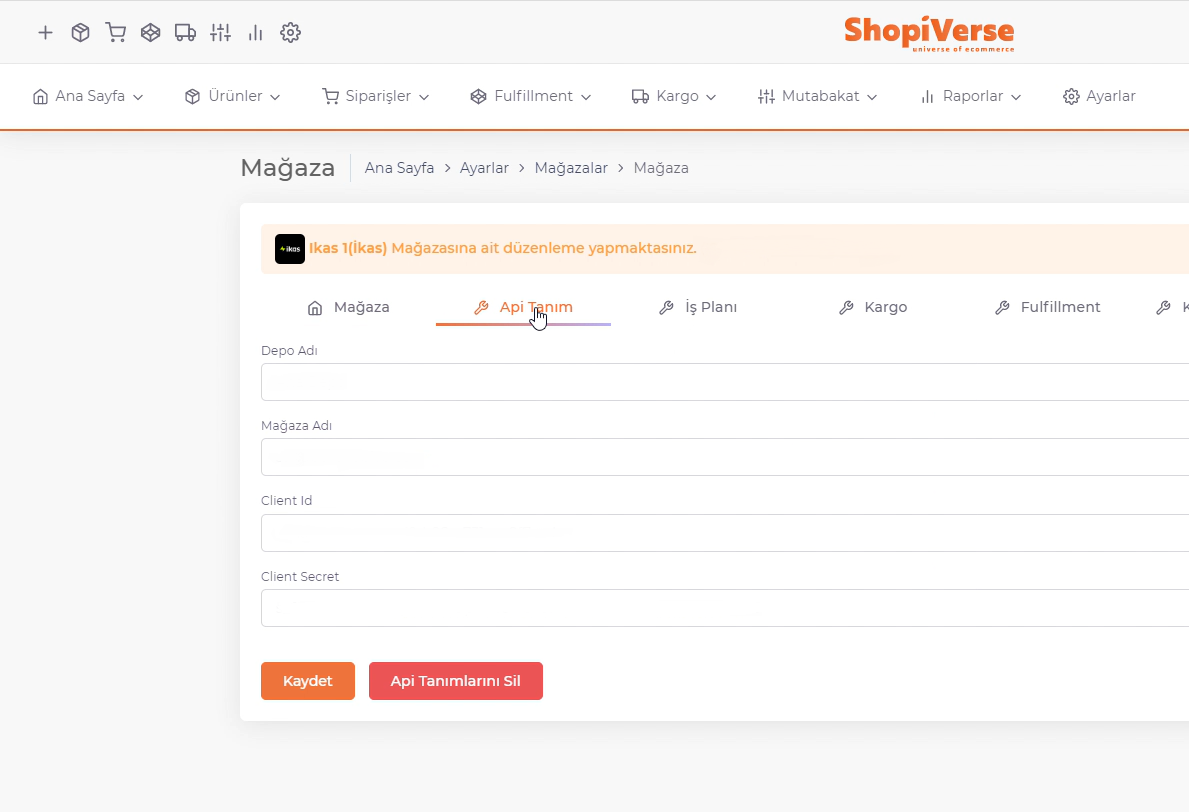 ShopiVerse
universe of ecommerce
Ana Sayfa Ürünler Siparişler Fulfillment Kargo Mutabakat Raporlar Ayarlar
Mağaza Ana Sayfa > Ayarlar > Mağazalar > Mağaza
ikas Ikas 1(İkas) Mağazasına ait düzenleme yapmaktasınız.
Mağaza Api Tanım İş Planı Kargo Fulfillment K
Depo Adı
Mağaza Adı
Client Id
Client Secret
Kaydet Api Tanımlarını Sil